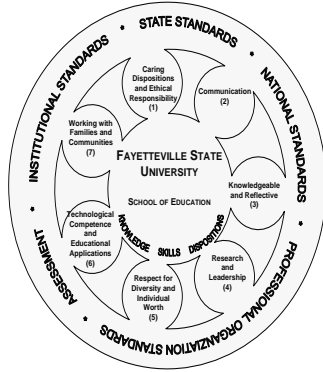 STATE STANDARDS
NATIONAL STANDARDS
PROFESSIONAL ORGANZIATION STANDARDS
ASSESSMENT
INSTITUTIONAL STANDARDS
Caring
Dispositions
and Ethical
Responsibility
(1)
Communication
(2)
Knowledgeable
and Reflective
(3)
Research
and
Leadership
(4)
Respect for
Diversity and
Individual
Worth
(5)
Technological
Competence
and
Educational
Applications
(6)
Working with
Families and
Communities
(7)
FAYETTEVILLE STATE
UNIVERSITY
SCHOOL OF EDUCATION
KNOWLEDGE SKILLS DISPOSITIONS